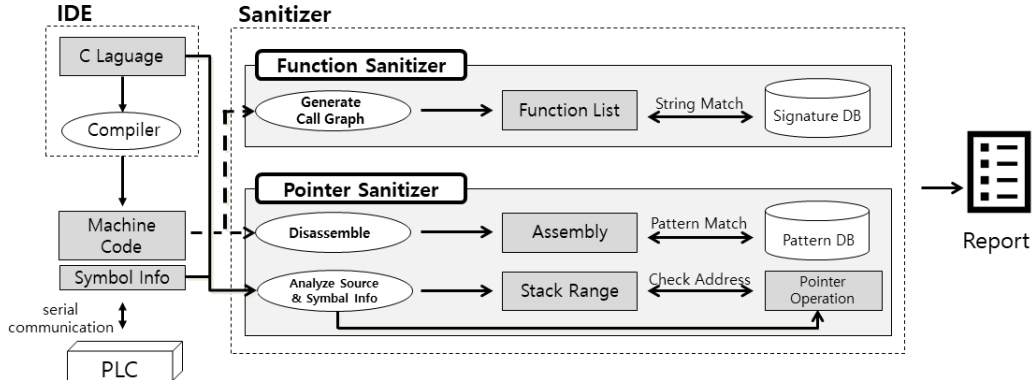 IDE
C Laguage
Compiler
Machine
Code
Symbol Info
serial
communication
PLC
Sanitizer
Function Sanitizer
Generate
Call Graph
Function List
String Match
Signature DB
Pointer Sanitizer
Disassemble
Assembly
Pattern Match
Pattern DB
Analyze Source
& Symbol Info
Stack Range
Check Address
Pointer
Operation
Report